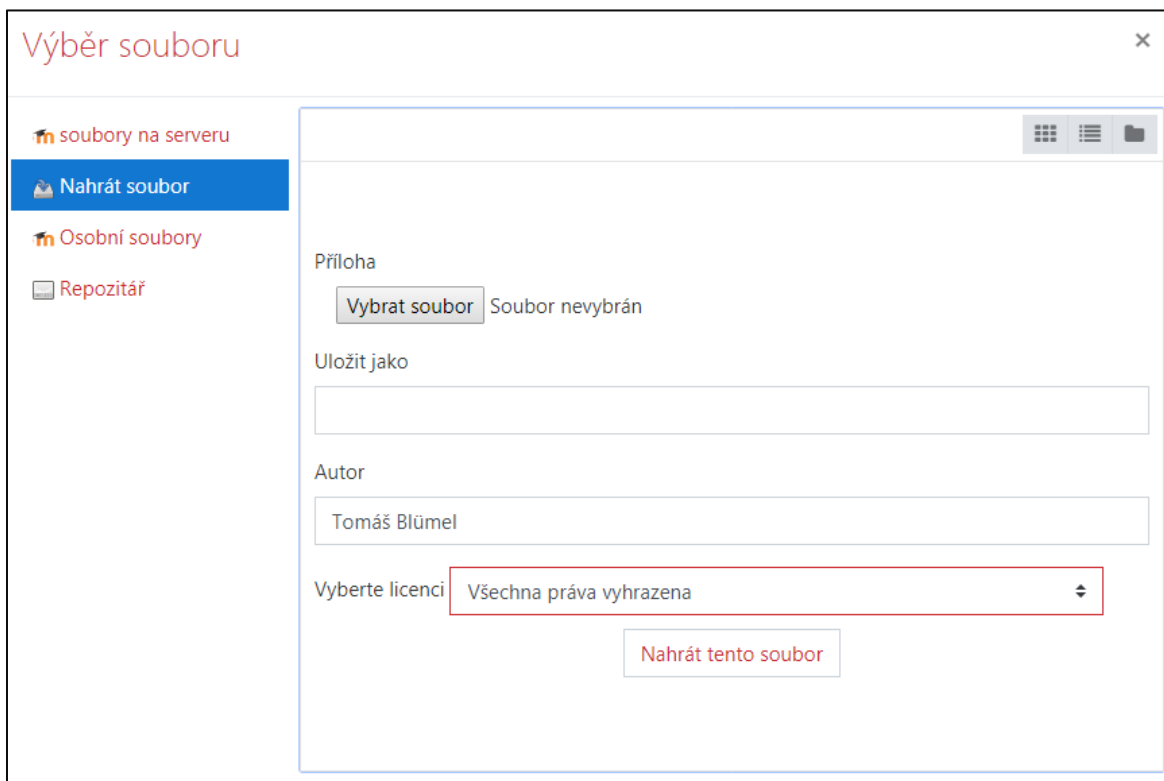 Výběr souboru
×
soubory na serveru
Nahrát soubor
Osobní soubory
Repozitář
Příloha
Vybrat soubor Soubor nevybrán
Uložit jako
Autor
Tomáš Blümel
Vyberte licenci Všechna práva vyhrazena
Nahrát tento soubor